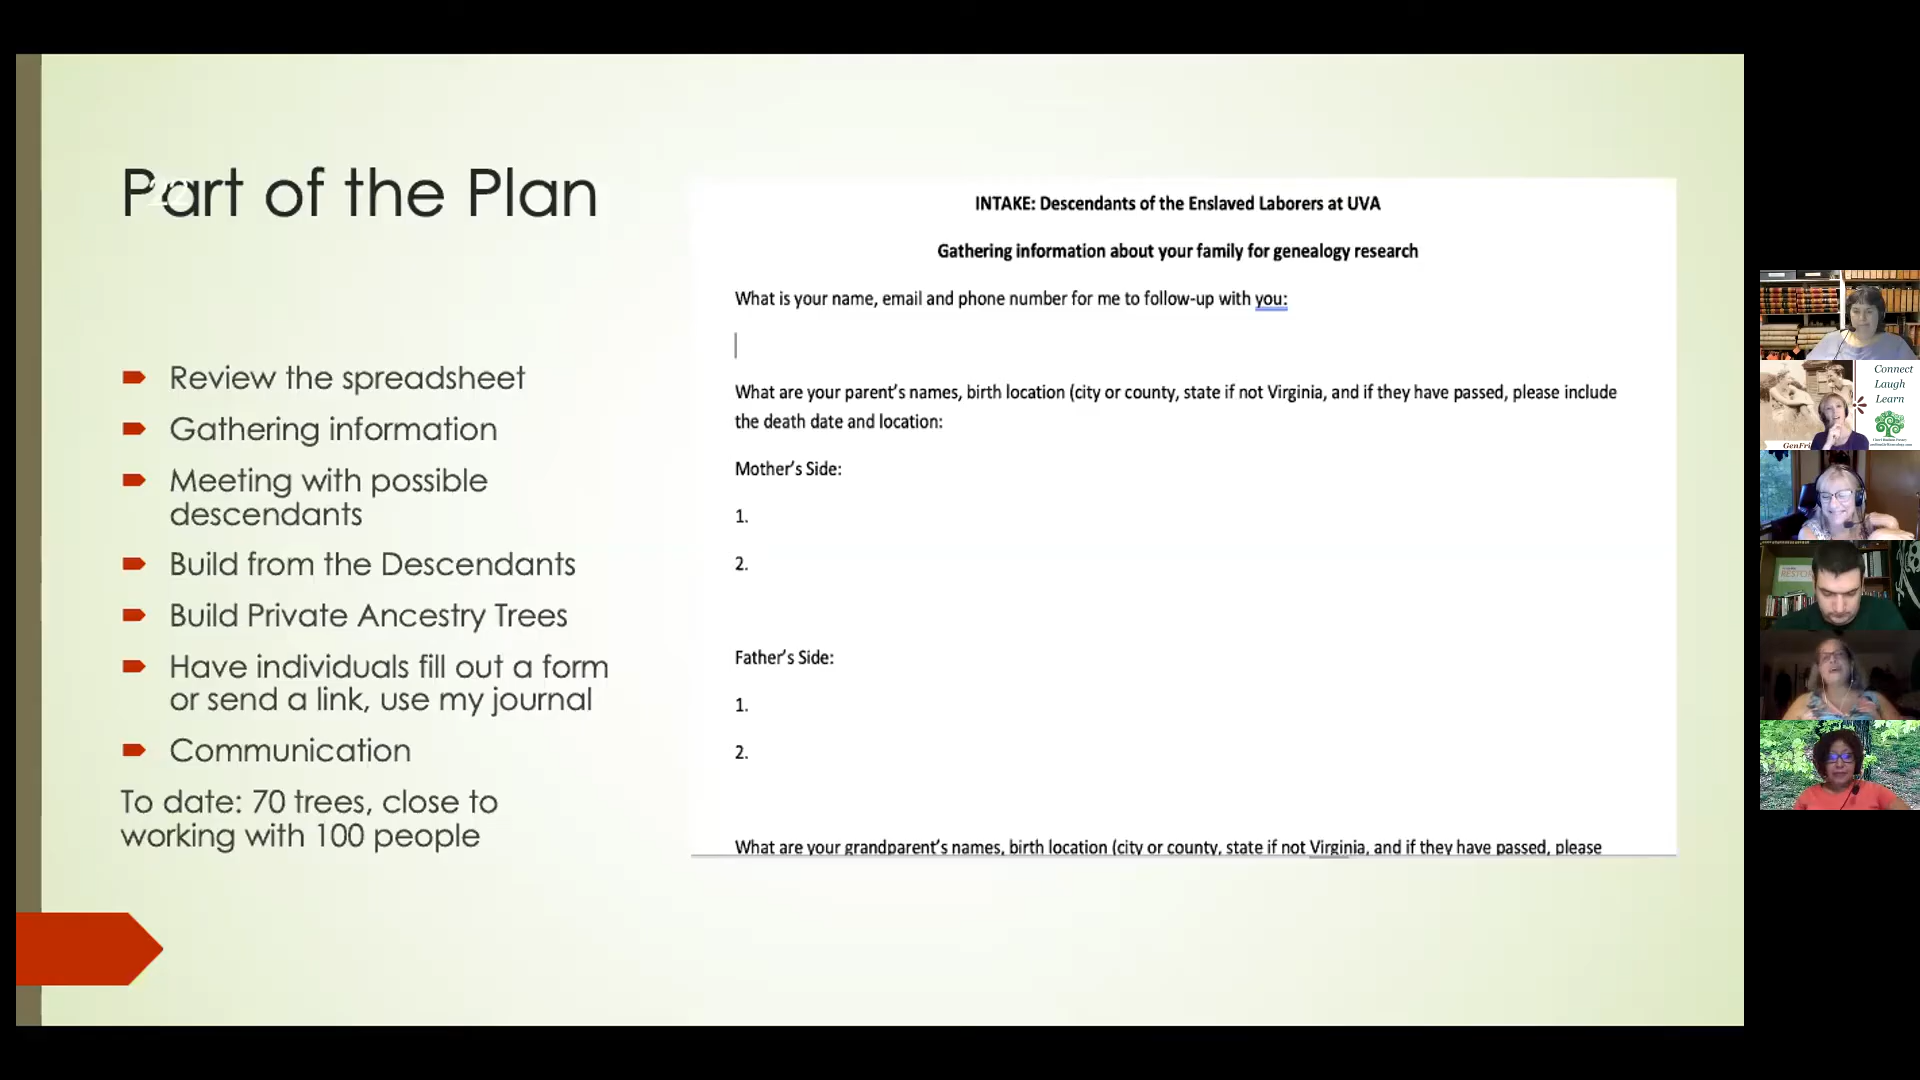 Part of the Plan
22
Review the spreadsheet
Gathering information
Meeting with possible
descendants
Build from the Descendants
Build Private Ancestry Trees
Have individuals fill out a form
or send a link, use my journal
Communication
To date: 70 trees, close to
working with 100 people
INTAKE: Descendants of the Enslaved Laborers at UVA
Gathering information about your family for genealogy research
What is your name, email and phone number for me to follow-up with you:
What are your parent's names, birth location (city or county, state if not Virginia, and if they have passed, please include
the death date and location:
Mother's Side:
1.
2.
Father's Side:
1.
2.
What are your grandparent's names, birth location (city or county, state if not Virginia, and if they have passed, please
Connect
Laugh
Learn